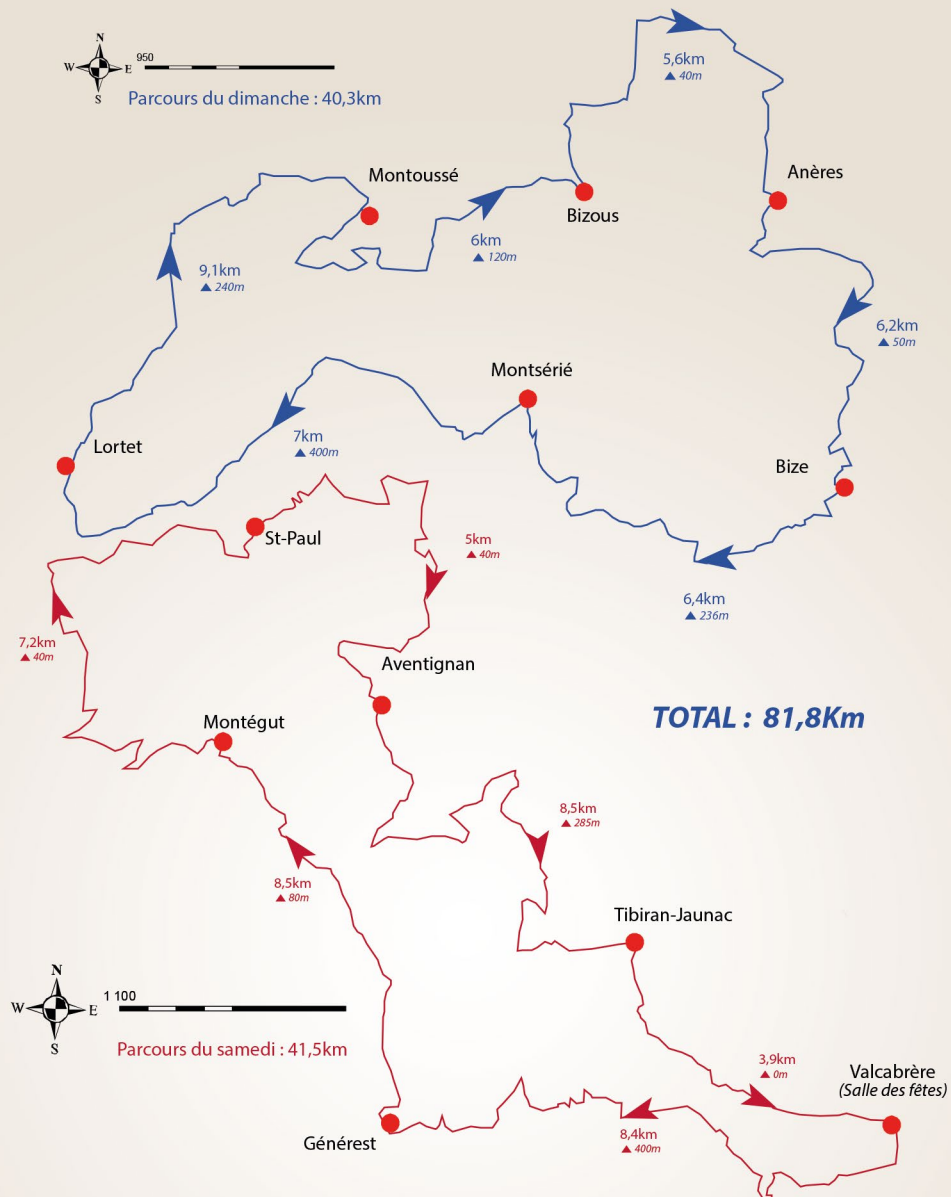 N
W E
S
950
Parcours du dimanche : 40,3km
5,6km
▲ 40m
Montoussé
Anères
Bizous
6km
▲ 120m
9,1km
▲ 240m
6,2km
▲ 50m
Montsérié
7km
▲ 400m
Lortet
Bize
St-Paul
5km
▲ 40m
6,4km
▲ 236m
7,2km
▲ 40m
Aventignan
Montégut
TOTAL : 81,8Km
8,5km
▲ 285m
8,5km
▲ 80m
Tibiran-Jaunac
N
W E
S
1 100
Parcours du samedi : 41,5km
3,9km
▲ 0m
Valcabrère
(Salle des fêtes)
Générest
8,4km
▲ 400m